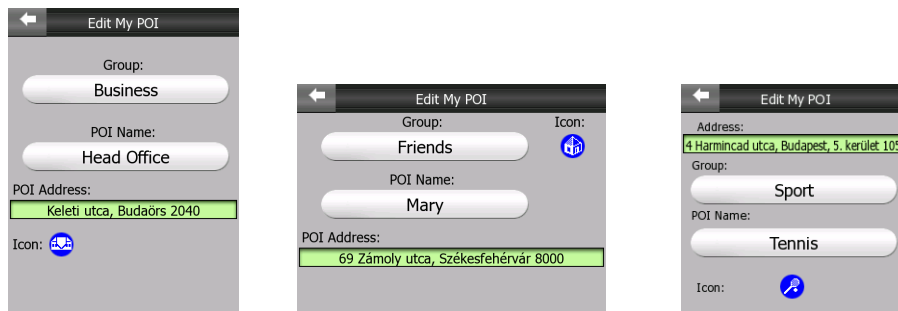 Edit My POI
Group:
Business
POI Name:
Head Office
POI Address:
Keleti utca, Budaörs 2040
Icon:
Edit My POI
Group:
Icon:
Friends
POI Name:
Mary
POI Address:
69 Zámoly utca, Székesfehérvár 8000
Edit My POI
Address:
4 Harmincad utca, Budapest, 5. kerület 105
Group:
Sport
POI Name:
Tennis
Icon: